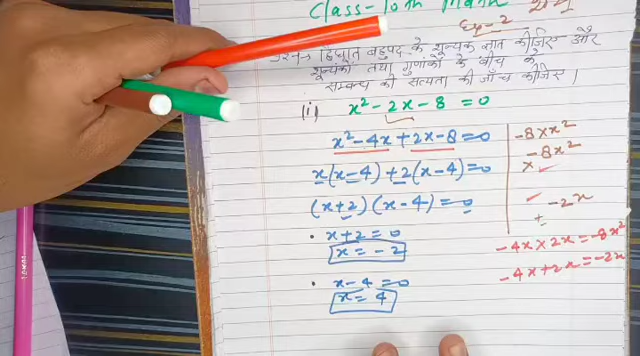 Class-10th Math
Ex-2
द्विघात बहुपद के शून्यक ज्ञात कीजिए और
शून्यकों तथा गुणांकों के बीच के
सम्बन्ध की सत्यता की जाँच कीजिए।
(i) x² - 2x - 8 = 0
x² - 4x + 2x - 8 = 0
x(x - 4) + 2(x - 4) = 0
(x + 2)(x - 4) = 0
• x + 2 = 0
x = -2
• x - 4 = 0
x = 4
-8 × x²
-8x²
×
-2x
+
-4x × 2x = -8x²
-4x + 2x = -2x